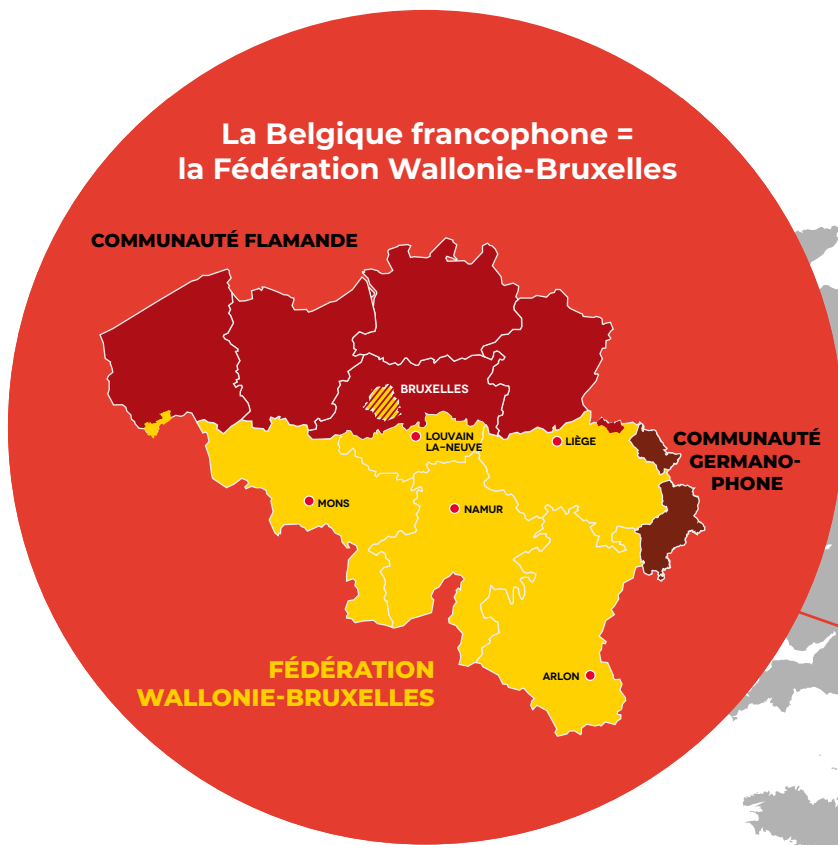 La Belgique francophone =
la Fédération Wallonie-Bruxelles
COMMUNAUTÉ FLAMANDE
BRUXELLES
LOUVAIN
LA-NEUVE
LIÈGE
COMMUNAUTÉ
GERMANO-
PHONE
MONS
NAMUR
FÉDÉRATION
WALLONIE-BRUXELLES
ARLON